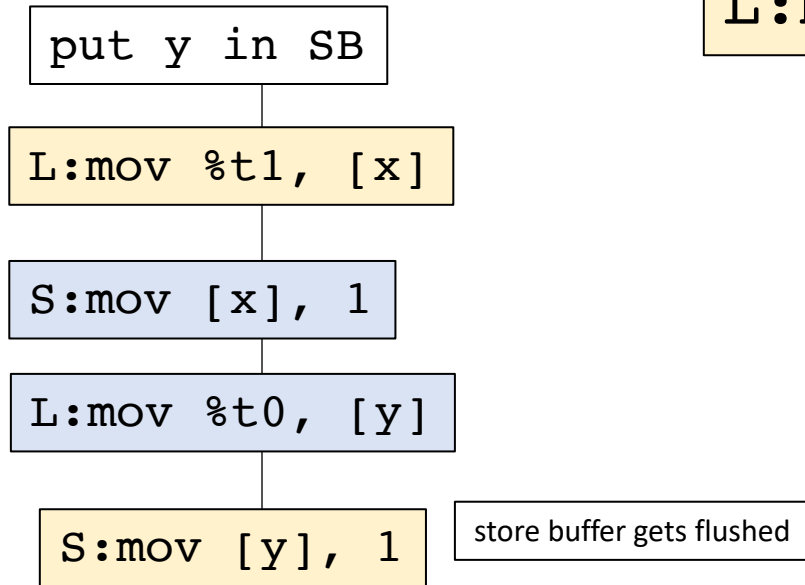 L:
put y in SB
L:mov %t1, [x]
S:mov [x], 1
L:mov %t0, [y]
S:mov [y], 1
store buffer gets flushed